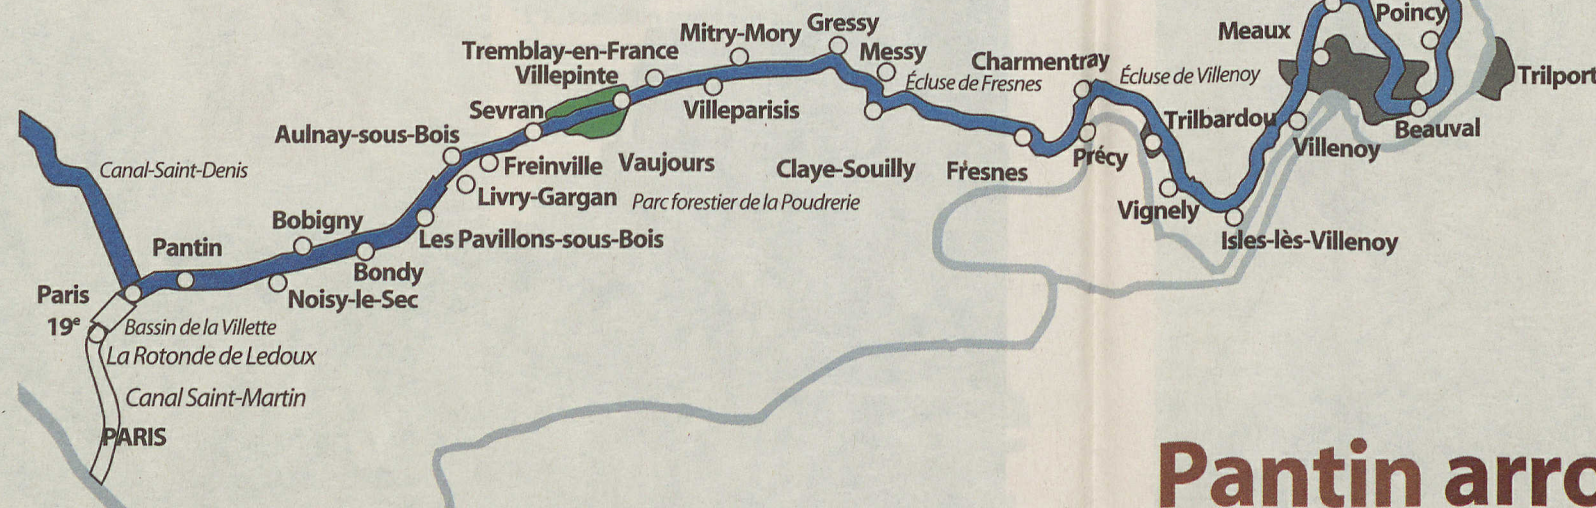 Poincy
Meaux
Gressy
Mitry-Mory
Messy
Tremblay-en-France
Villepinte
Charmentray
Écluse de Fresnes
Écluse de Villenoy
Trilport
Sevran
Villeparisis
Trilbardou
Beauval
Aulnay-sous-Bois
Villenoy
Précy
Freinville
Vaujours
Claye-Souilly
Fresnes
Canal-Saint-Denis
Livry-Gargan
Parc forestier de la Poudrerie
Vignely
Bobigny
Les Pavillons-sous-Bois
Isles-lès-Villenoy
Pantin
Bondy
Noisy-le-Sec
Paris
19e
Bassin de la Villette
La Rotonde de Ledoux
Canal Saint-Martin
PARIS
Pantin arro